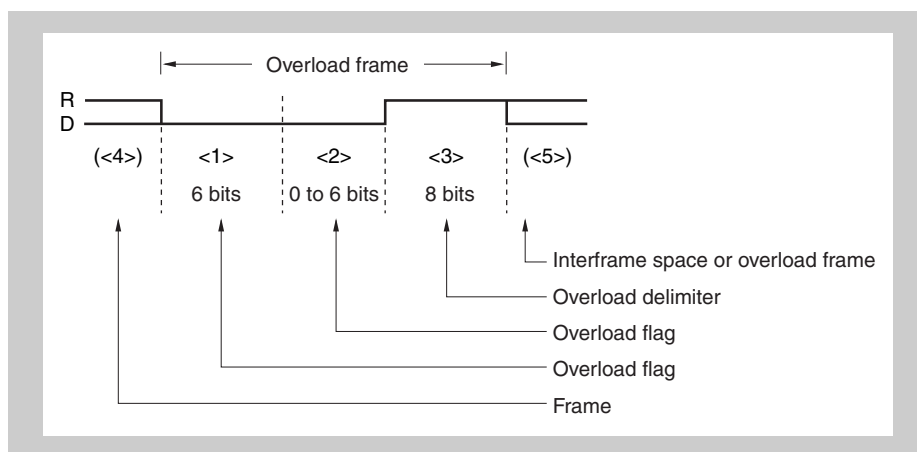 Overload frame
R
D
(<4>) <1> <2> <3> (<5>)
6 bits 0 to 6 bits 8 bits
Interframe space or overload frame
Overload delimiter
Overload flag
Overload flag
Frame